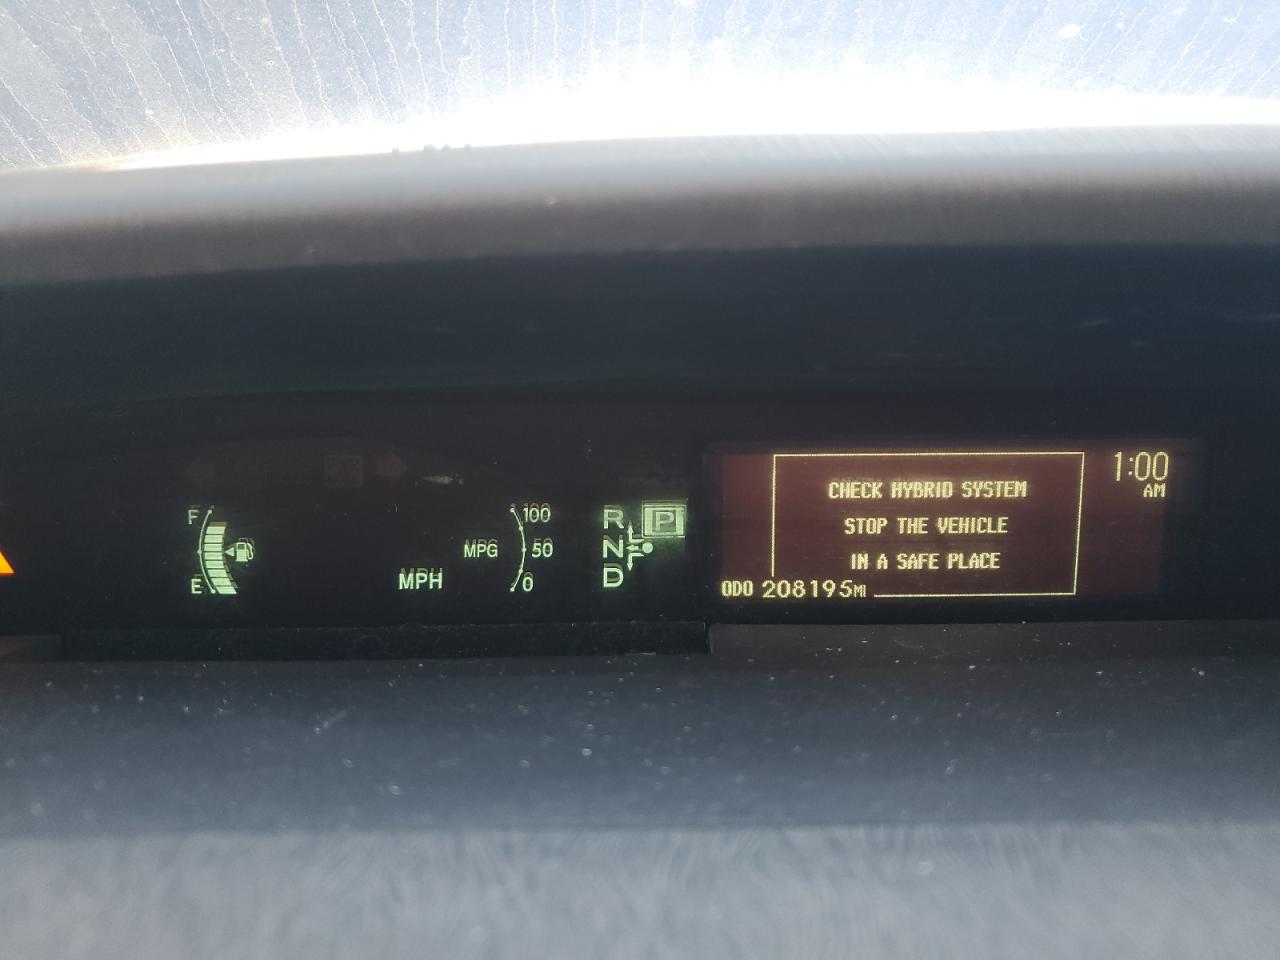 F
E
MPH
MPG
100
50
0
R
P
N
D
CHECK HYBRID SYSTEM
STOP THE VEHICLE
IN A SAFE PLACE
1:00
AM
ODO 208195MI